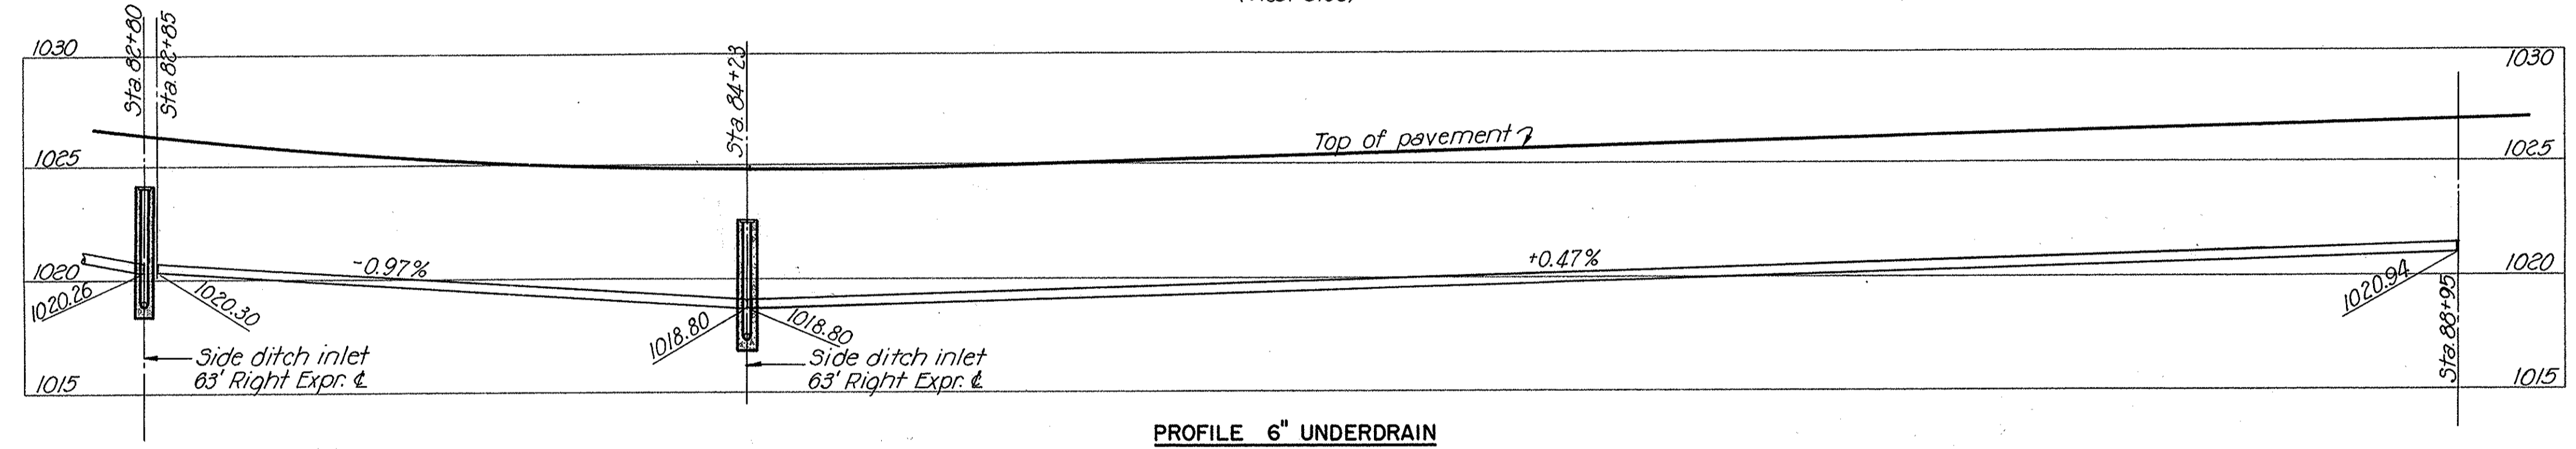 Sta. 82+80
Sta. 82+85
Sta. 84+23
1030
1030
Top of pavement
1025
1025
-0.97%
+0.47%
1020
1020
1020.26
1020.30
1018.80
1018.80
1020.94
Sta. 88+95
Side ditch inlet
63' Right Expr. ℄
Side ditch inlet
63' Right Expr. ℄
1015
1015
PROFILE 6" UNDERDRAIN